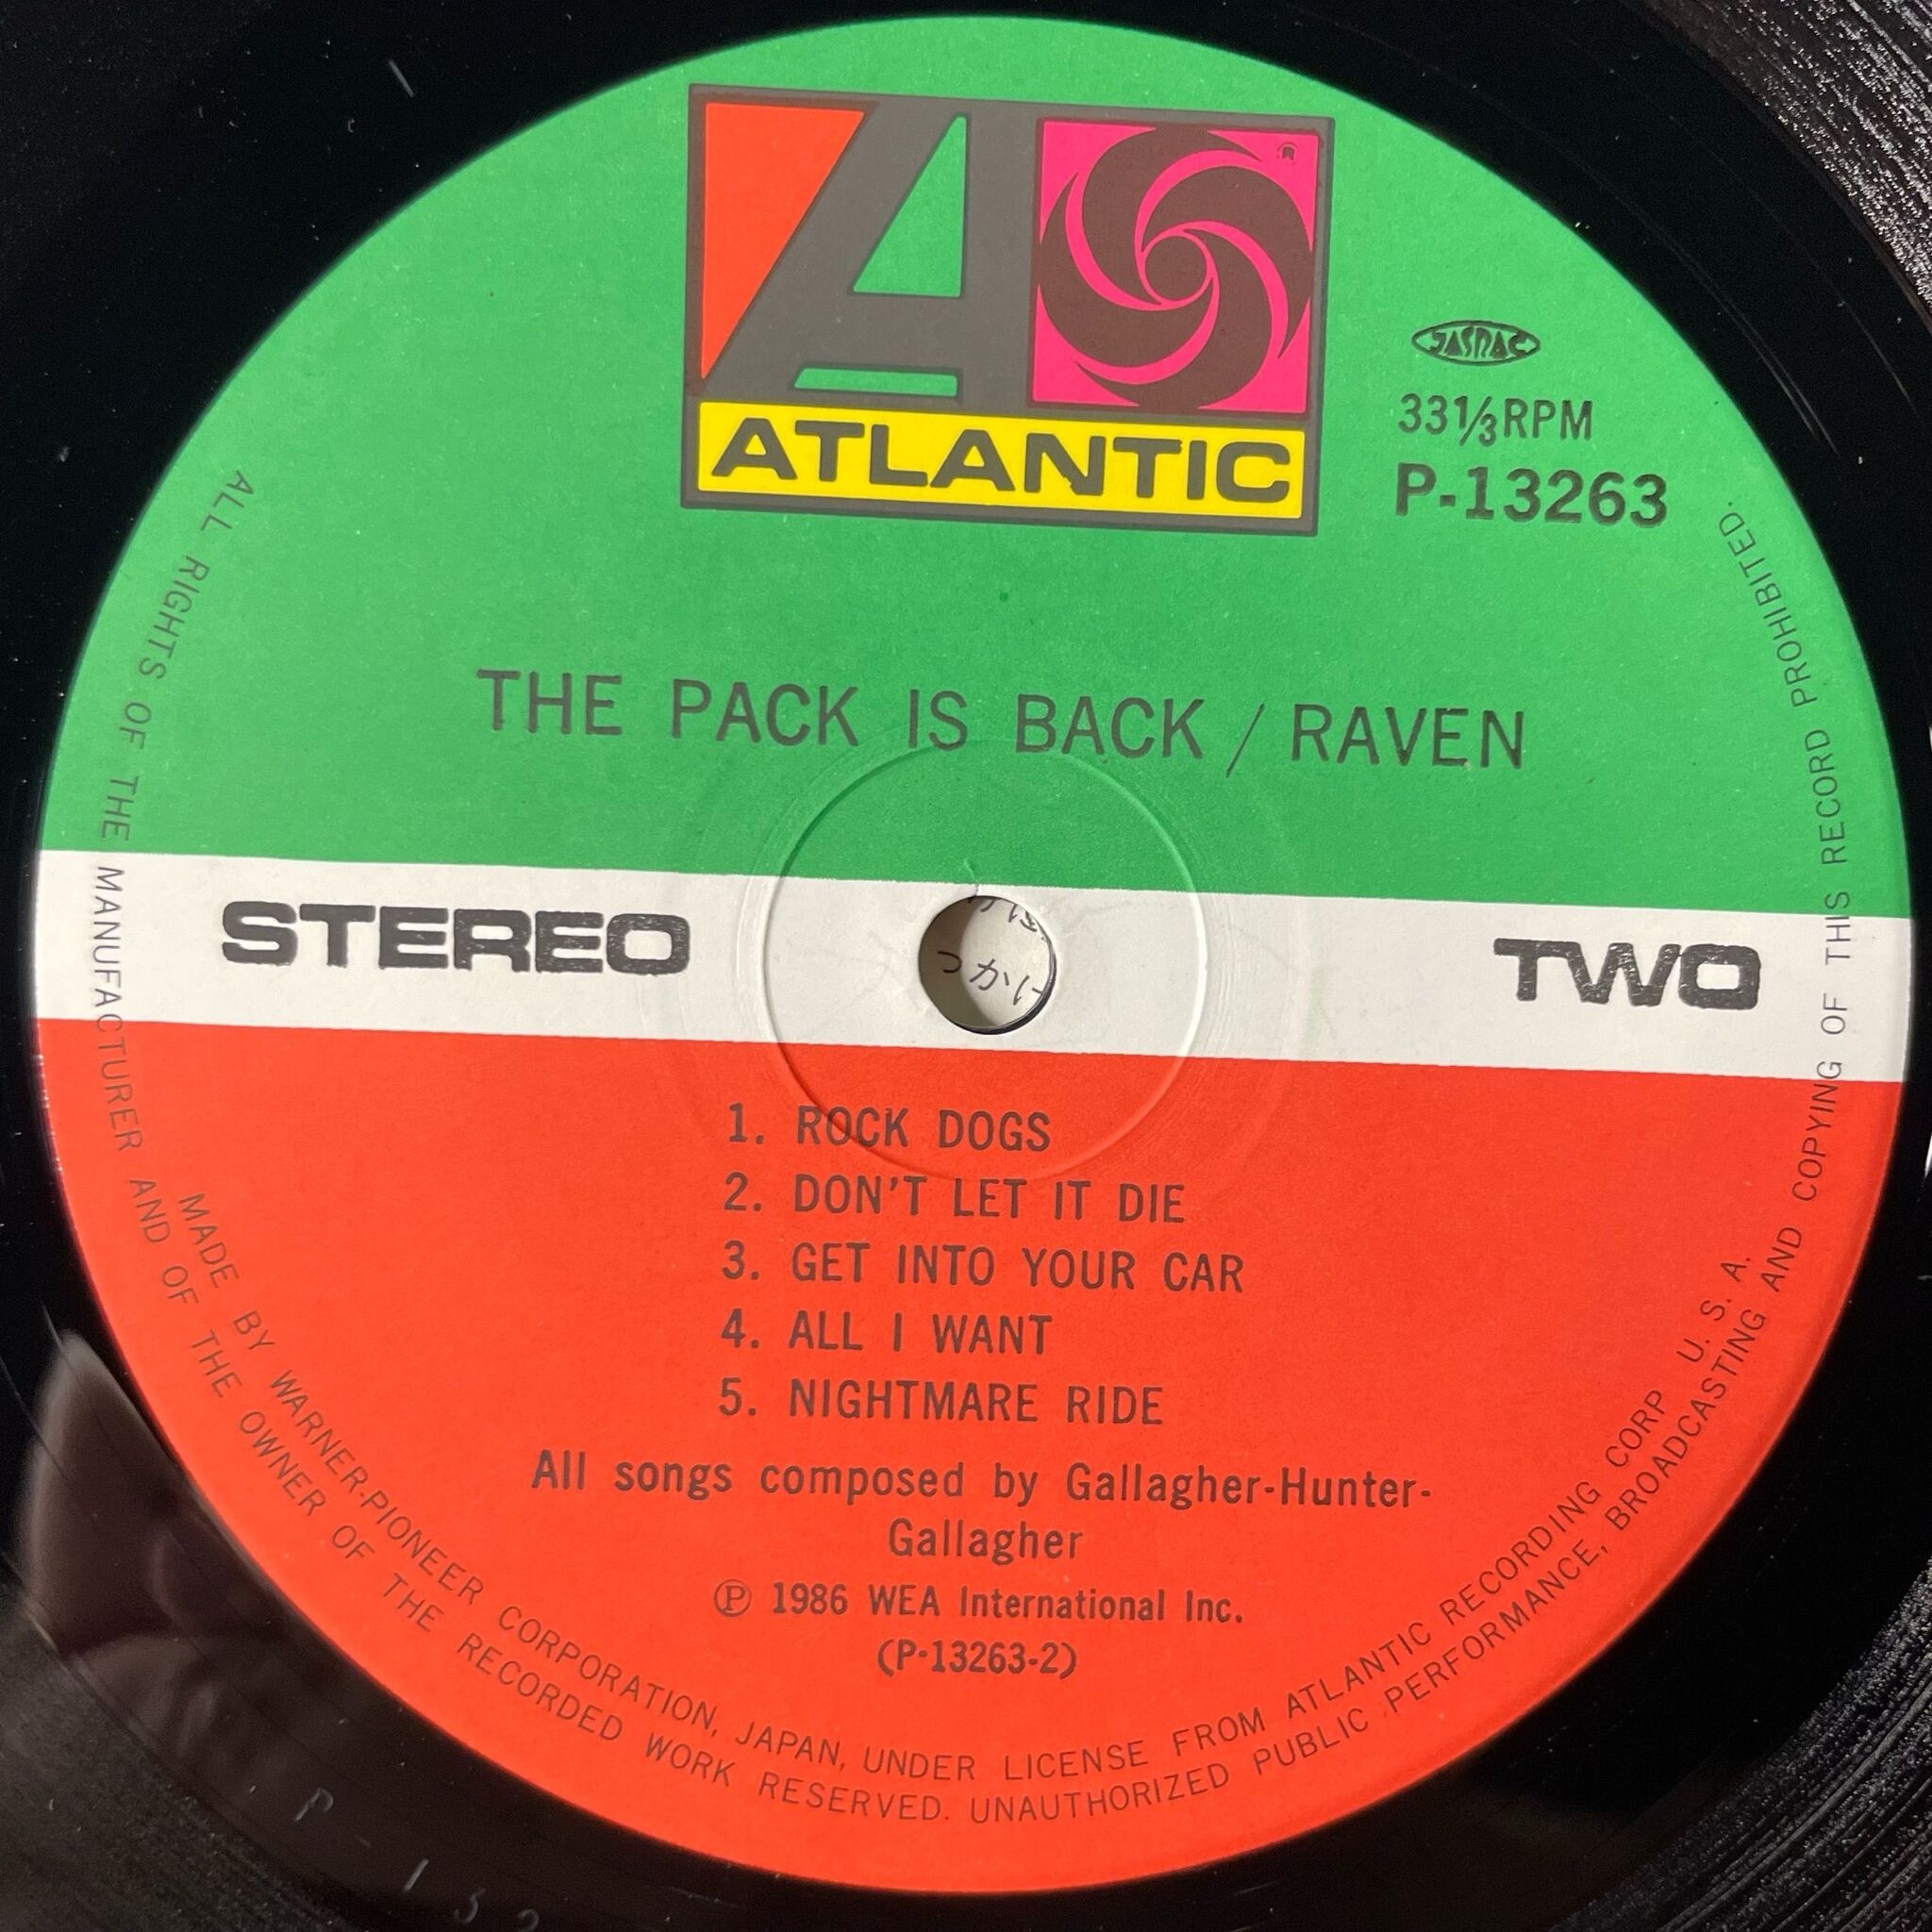 ATLANTIC
JASRAC
33⅓RPM
P-13263
THE PACK IS BACK / RAVEN
STEREO
TWO
1. ROCK DOGS
2. DON'T LET IT DIE
3. GET INTO YOUR CAR
4. ALL I WANT
5. NIGHTMARE RIDE
All songs composed by Gallagher-Hunter-
Gallagher
Ⓟ 1986 WEA International Inc.
(P-13263-2)
MADE BY WARNER-PIONEER CORPORATION, JAPAN, UNDER LICENSE FROM ATLANTIC RECORDING CORP U. S. A.
ALL RIGHTS OF THE MANUFACTURER AND OF THE OWNER OF THE RECORDED WORK RESERVED. UNAUTHORIZED PUBLIC PERFORMANCE, BROADCASTING AND COPYING OF THIS RECORD PROHIBITED.